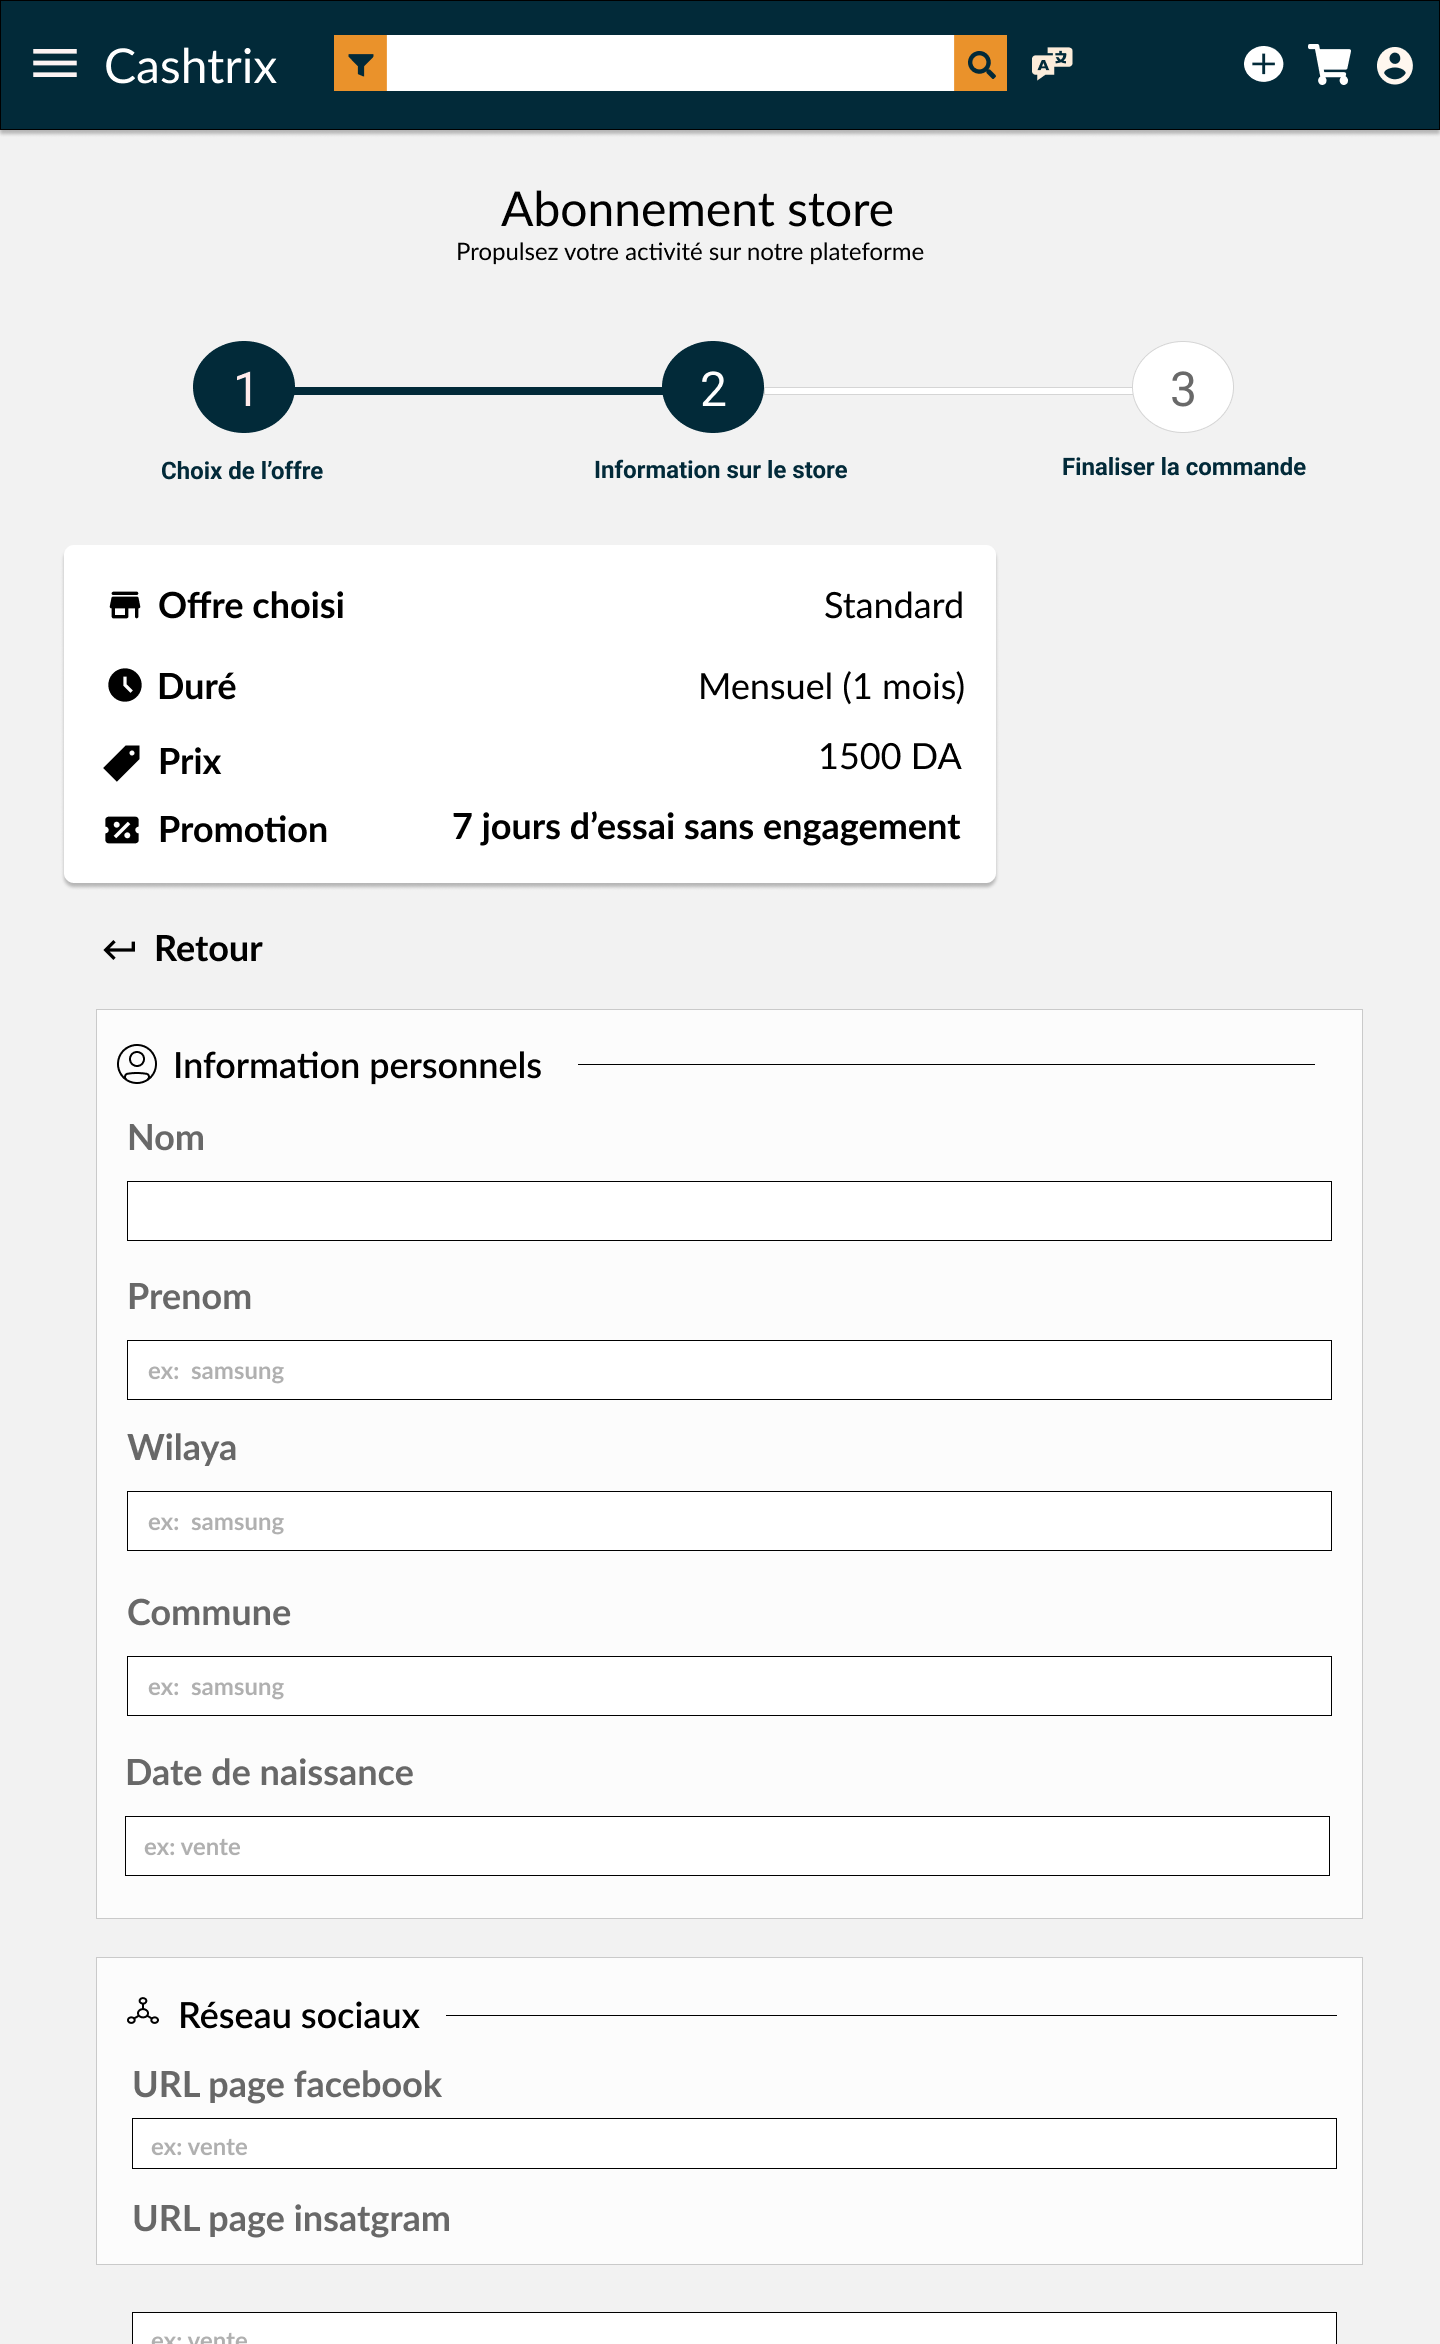 Cashtrix
Abonnement store
Propulsez votre activité sur notre plateforme
1
2
3
Choix de l’offre
Information sur le store
Finaliser la commande
Offre choisi
Standard
Duré
Mensuel (1 mois)
Prix
1500 DA
Promotion
7 jours d’essai sans engagement
Retour
Information personnels
Nom
Prenom
ex: samsung
Wilaya
ex: samsung
Commune
ex: samsung
Date de naissance
ex: vente
Réseau sociaux
URL page facebook
ex: vente
URL page insatgram
ex: vente